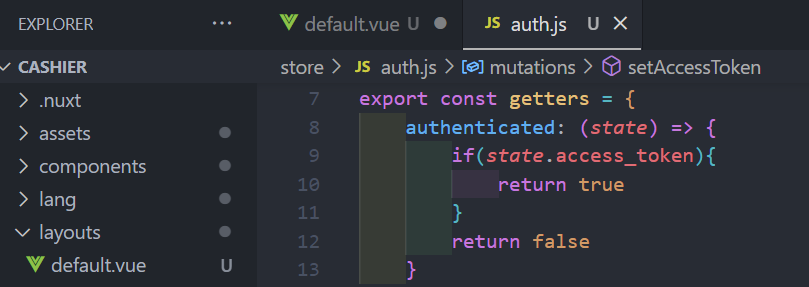 EXPLORER ...
CASHIER
.nuxt
assets
components
lang
layouts
default.vue U
default.vue U
JS auth.js U
store > JS auth.js > mutations > setAccessToken
7 export const getters = {
8 authenticated: (state) => {
9 if(state.access_token){
10 return true
11 }
12 return false
13 }